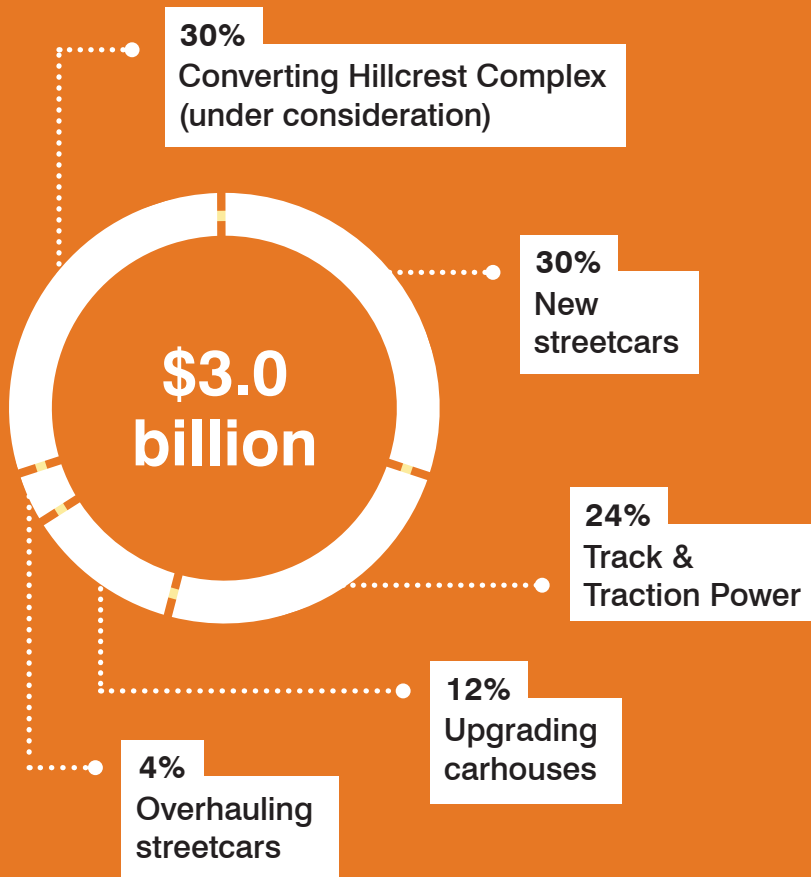 30%
Converting Hillcrest Complex
(under consideration)
30%
New
streetcars
$3.0
billion
24%
Track &
Traction Power
12%
Upgrading
carhouses
4%
Overhauling
streetcars